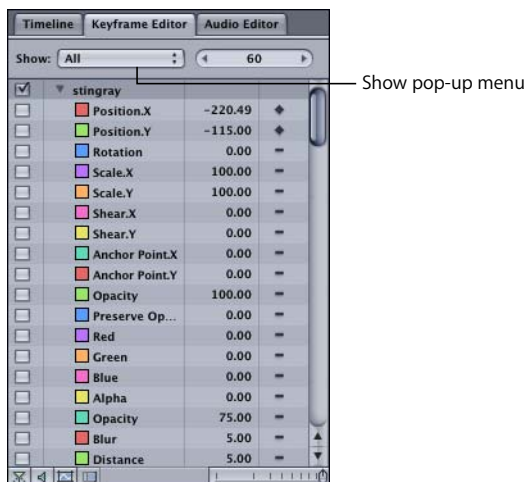 Timeline Keyframe Editor Audio Editor
Show: All 60
Show pop-up menu
stingray
Position.X -220.49
Position.Y -115.00
Rotation 0.00
Scale.X 100.00
Scale.Y 100.00
Shear.X 0.00
Shear.Y 0.00
Anchor Point.X 0.00
Anchor Point.Y 0.00
Opacity 100.00
Preserve Op... 0.00
Red 0.00
Green 0.00
Blue 0.00
Alpha 0.00
Opacity 75.00
Blur 5.00
Distance 5.00